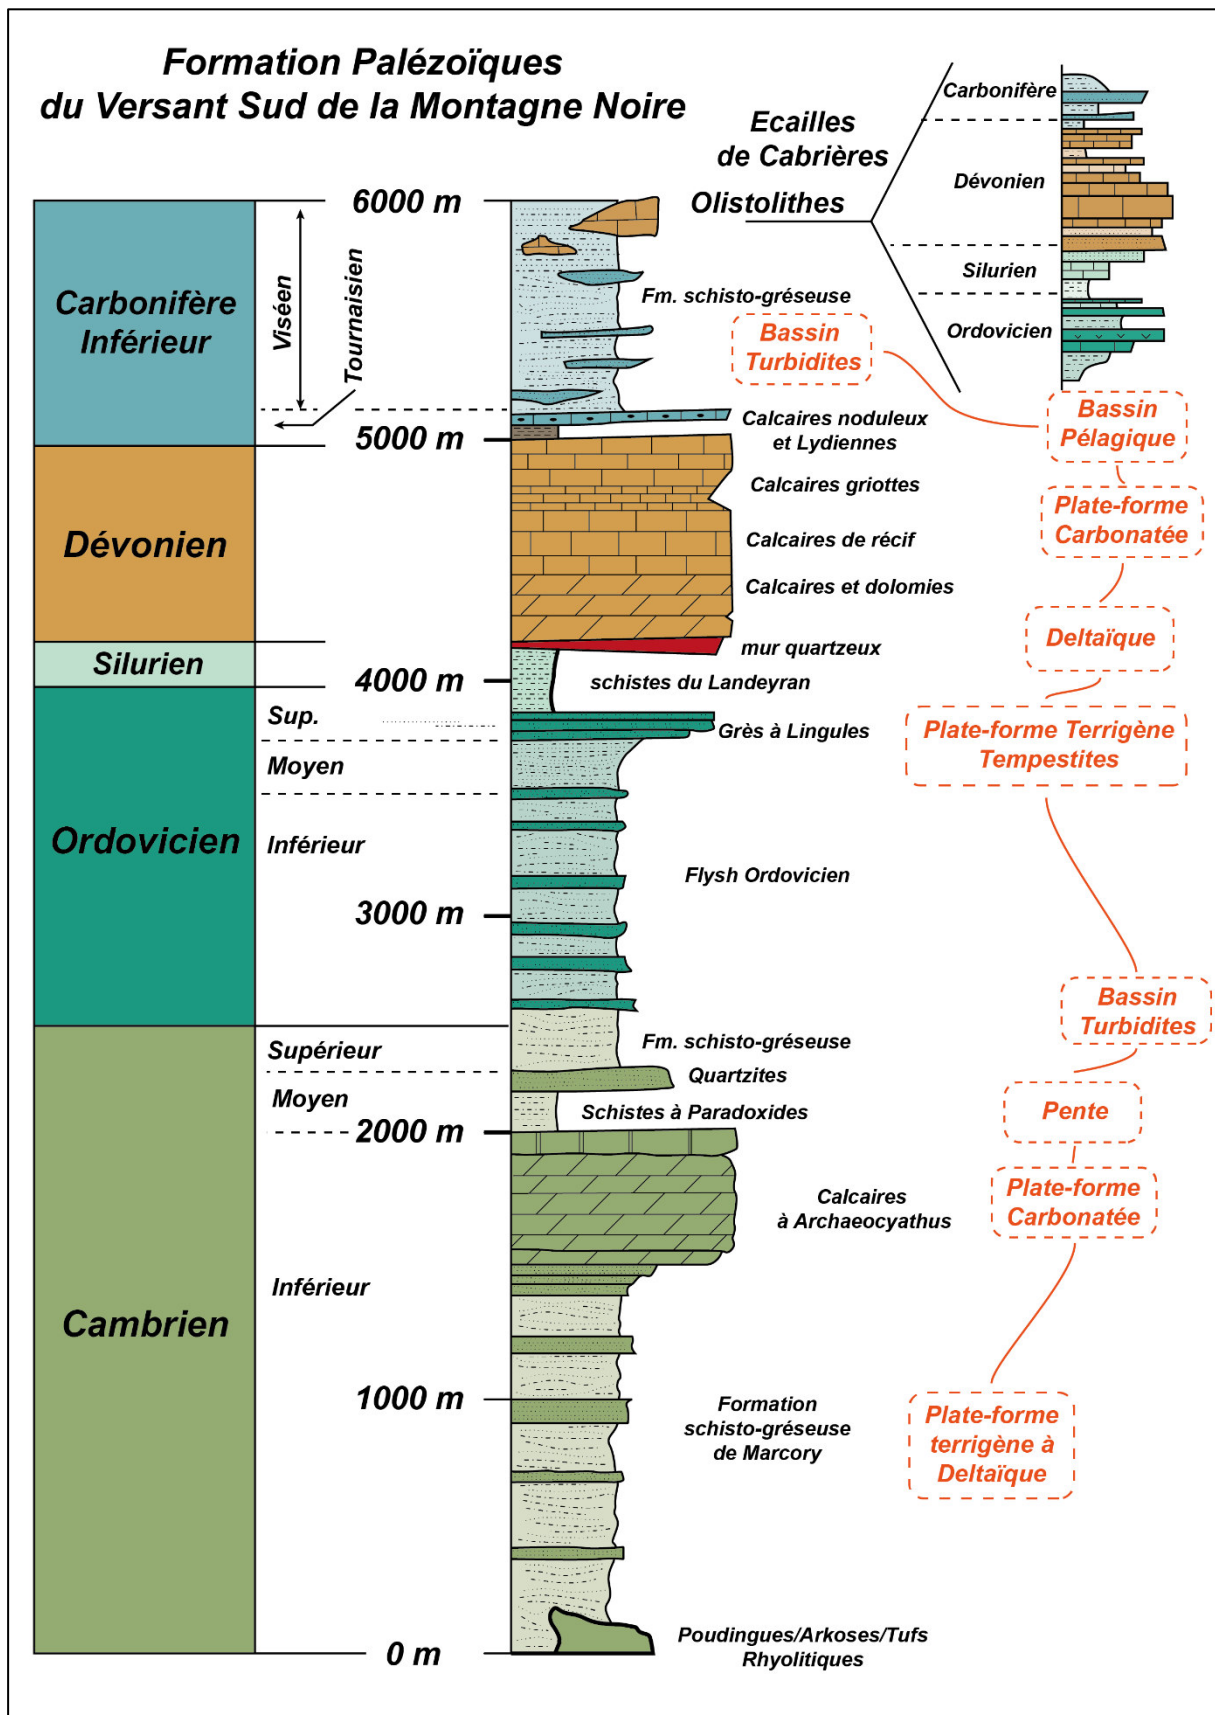 Formation Palézoïques
du Versant Sud de la Montagne Noire
Ecailles
de Cabrières
Olistolithes
Carbonifère
Dévonien
Silurien
Ordovicien
6000 m
Carbonifère
Inférieur
Viséen
Tournaisien
Fm. schisto-gréseuse
Bassin
Turbidites
Calcaires noduleux
et Lydiennes
Bassin
Pélagique
5000 m
Dévonien
Calcaires griottes
Plate-forme
Carbonatée
Calcaires de récif
Calcaires et dolomies
Deltaïque
mur quartzeux
Silurien
4000 m
schistes du Landeyran
Ordovicien
Sup.
Grès à Lingules
Plate-forme Terrigène
Tempestites
Moyen
Inférieur
Flysh Ordovicien
3000 m
Bassin
Turbidites
Cambrien
Supérieur
Fm. schisto-gréseuse
Quartzites
Moyen
Schistes à Paradoxides
Pente
2000 m
Plate-forme
Carbonatée
Calcaires
à Archaeocyathus
Inférieur
1000 m
Formation
schisto-gréseuse
de Marcory
Plate-forme
terrigène à
Deltaïque
0 m
Poudingues/Arkoses/Tufs
Rhyolitiques